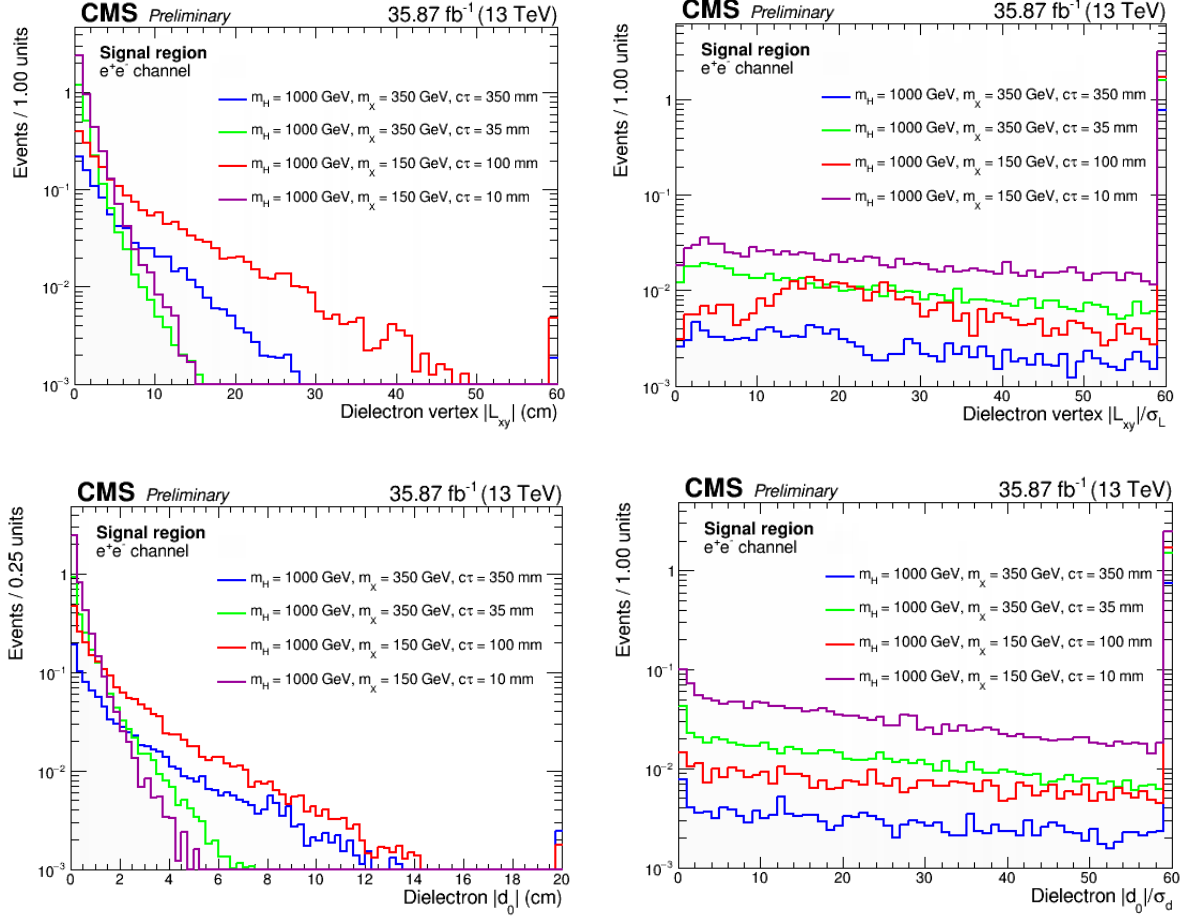 CMS Preliminary 35.87 fb⁻¹ (13 TeV)
Events / 1.00 units
Signal region
e⁺e⁻ channel
m_H = 1000 GeV, m_X = 350 GeV, cτ = 350 mm
m_H = 1000 GeV, m_X = 350 GeV, cτ = 35 mm
m_H = 1000 GeV, m_X = 150 GeV, cτ = 100 mm
m_H = 1000 GeV, m_X = 150 GeV, cτ = 10 mm
1
10⁻¹
10⁻²
10⁻³
0 10 20 30 40 50 60
Dielectron vertex |L_xy| (cm)
CMS Preliminary 35.87 fb⁻¹ (13 TeV)
Events / 1.00 units
Signal region
e⁺e⁻ channel
m_H = 1000 GeV, m_X = 350 GeV, cτ = 350 mm
m_H = 1000 GeV, m_X = 350 GeV, cτ = 35 mm
m_H = 1000 GeV, m_X = 150 GeV, cτ = 100 mm
m_H = 1000 GeV, m_X = 150 GeV, cτ = 10 mm
1
10⁻¹
10⁻²
10⁻³
0 10 20 30 40 50 60
Dielectron vertex |L_xy|/σ_L
CMS Preliminary 35.87 fb⁻¹ (13 TeV)
Events / 0.25 units
Signal region
e⁺e⁻ channel
m_H = 1000 GeV, m_X = 350 GeV, cτ = 350 mm
m_H = 1000 GeV, m_X = 350 GeV, cτ = 35 mm
m_H = 1000 GeV, m_X = 150 GeV, cτ = 100 mm
m_H = 1000 GeV, m_X = 150 GeV, cτ = 10 mm
1
10⁻¹
10⁻²
10⁻³
0 2 4 6 8 10 12 14 16 18 20
Dielectron |d_0| (cm)
CMS Preliminary 35.87 fb⁻¹ (13 TeV)
Events / 1.00 units
Signal region
e⁺e⁻ channel
m_H = 1000 GeV, m_X = 350 GeV, cτ = 350 mm
m_H = 1000 GeV, m_X = 350 GeV, cτ = 35 mm
m_H = 1000 GeV, m_X = 150 GeV, cτ = 100 mm
m_H = 1000 GeV, m_X = 150 GeV, cτ = 10 mm
1
10⁻¹
10⁻²
10⁻³
0 10 20 30 40 50 60
Dielectron |d_0|/σ_d